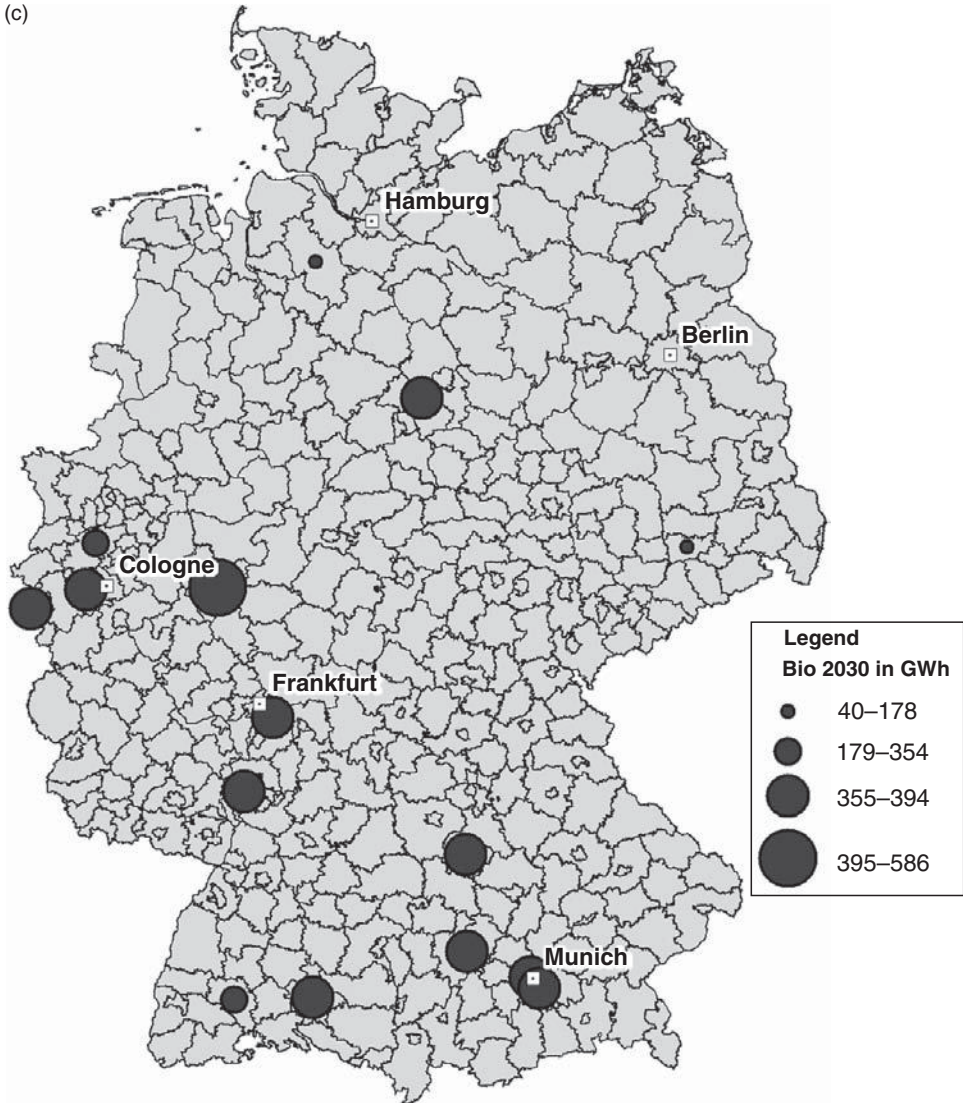 (c)
Hamburg
Berlin
Cologne
Frankfurt
Legend
Bio 2030 in GWh
40–178
179–354
355–394
395–586
Munich